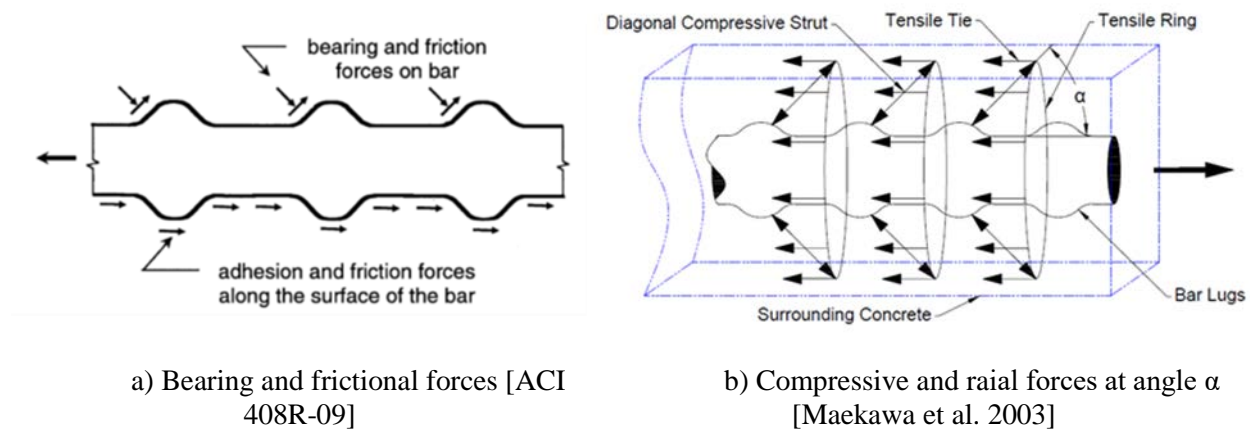 bearing and friction
forces on bar
adhesion and friction forces
along the surface of the bar
Diagonal Compressive Strut
Tensile Tie
Tensile Ring
α
Bar Lugs
Surrounding Concrete
a) Bearing and frictional forces [ACI
408R-09]
b) Compressive and raial forces at angle α
[Maekawa et al. 2003]